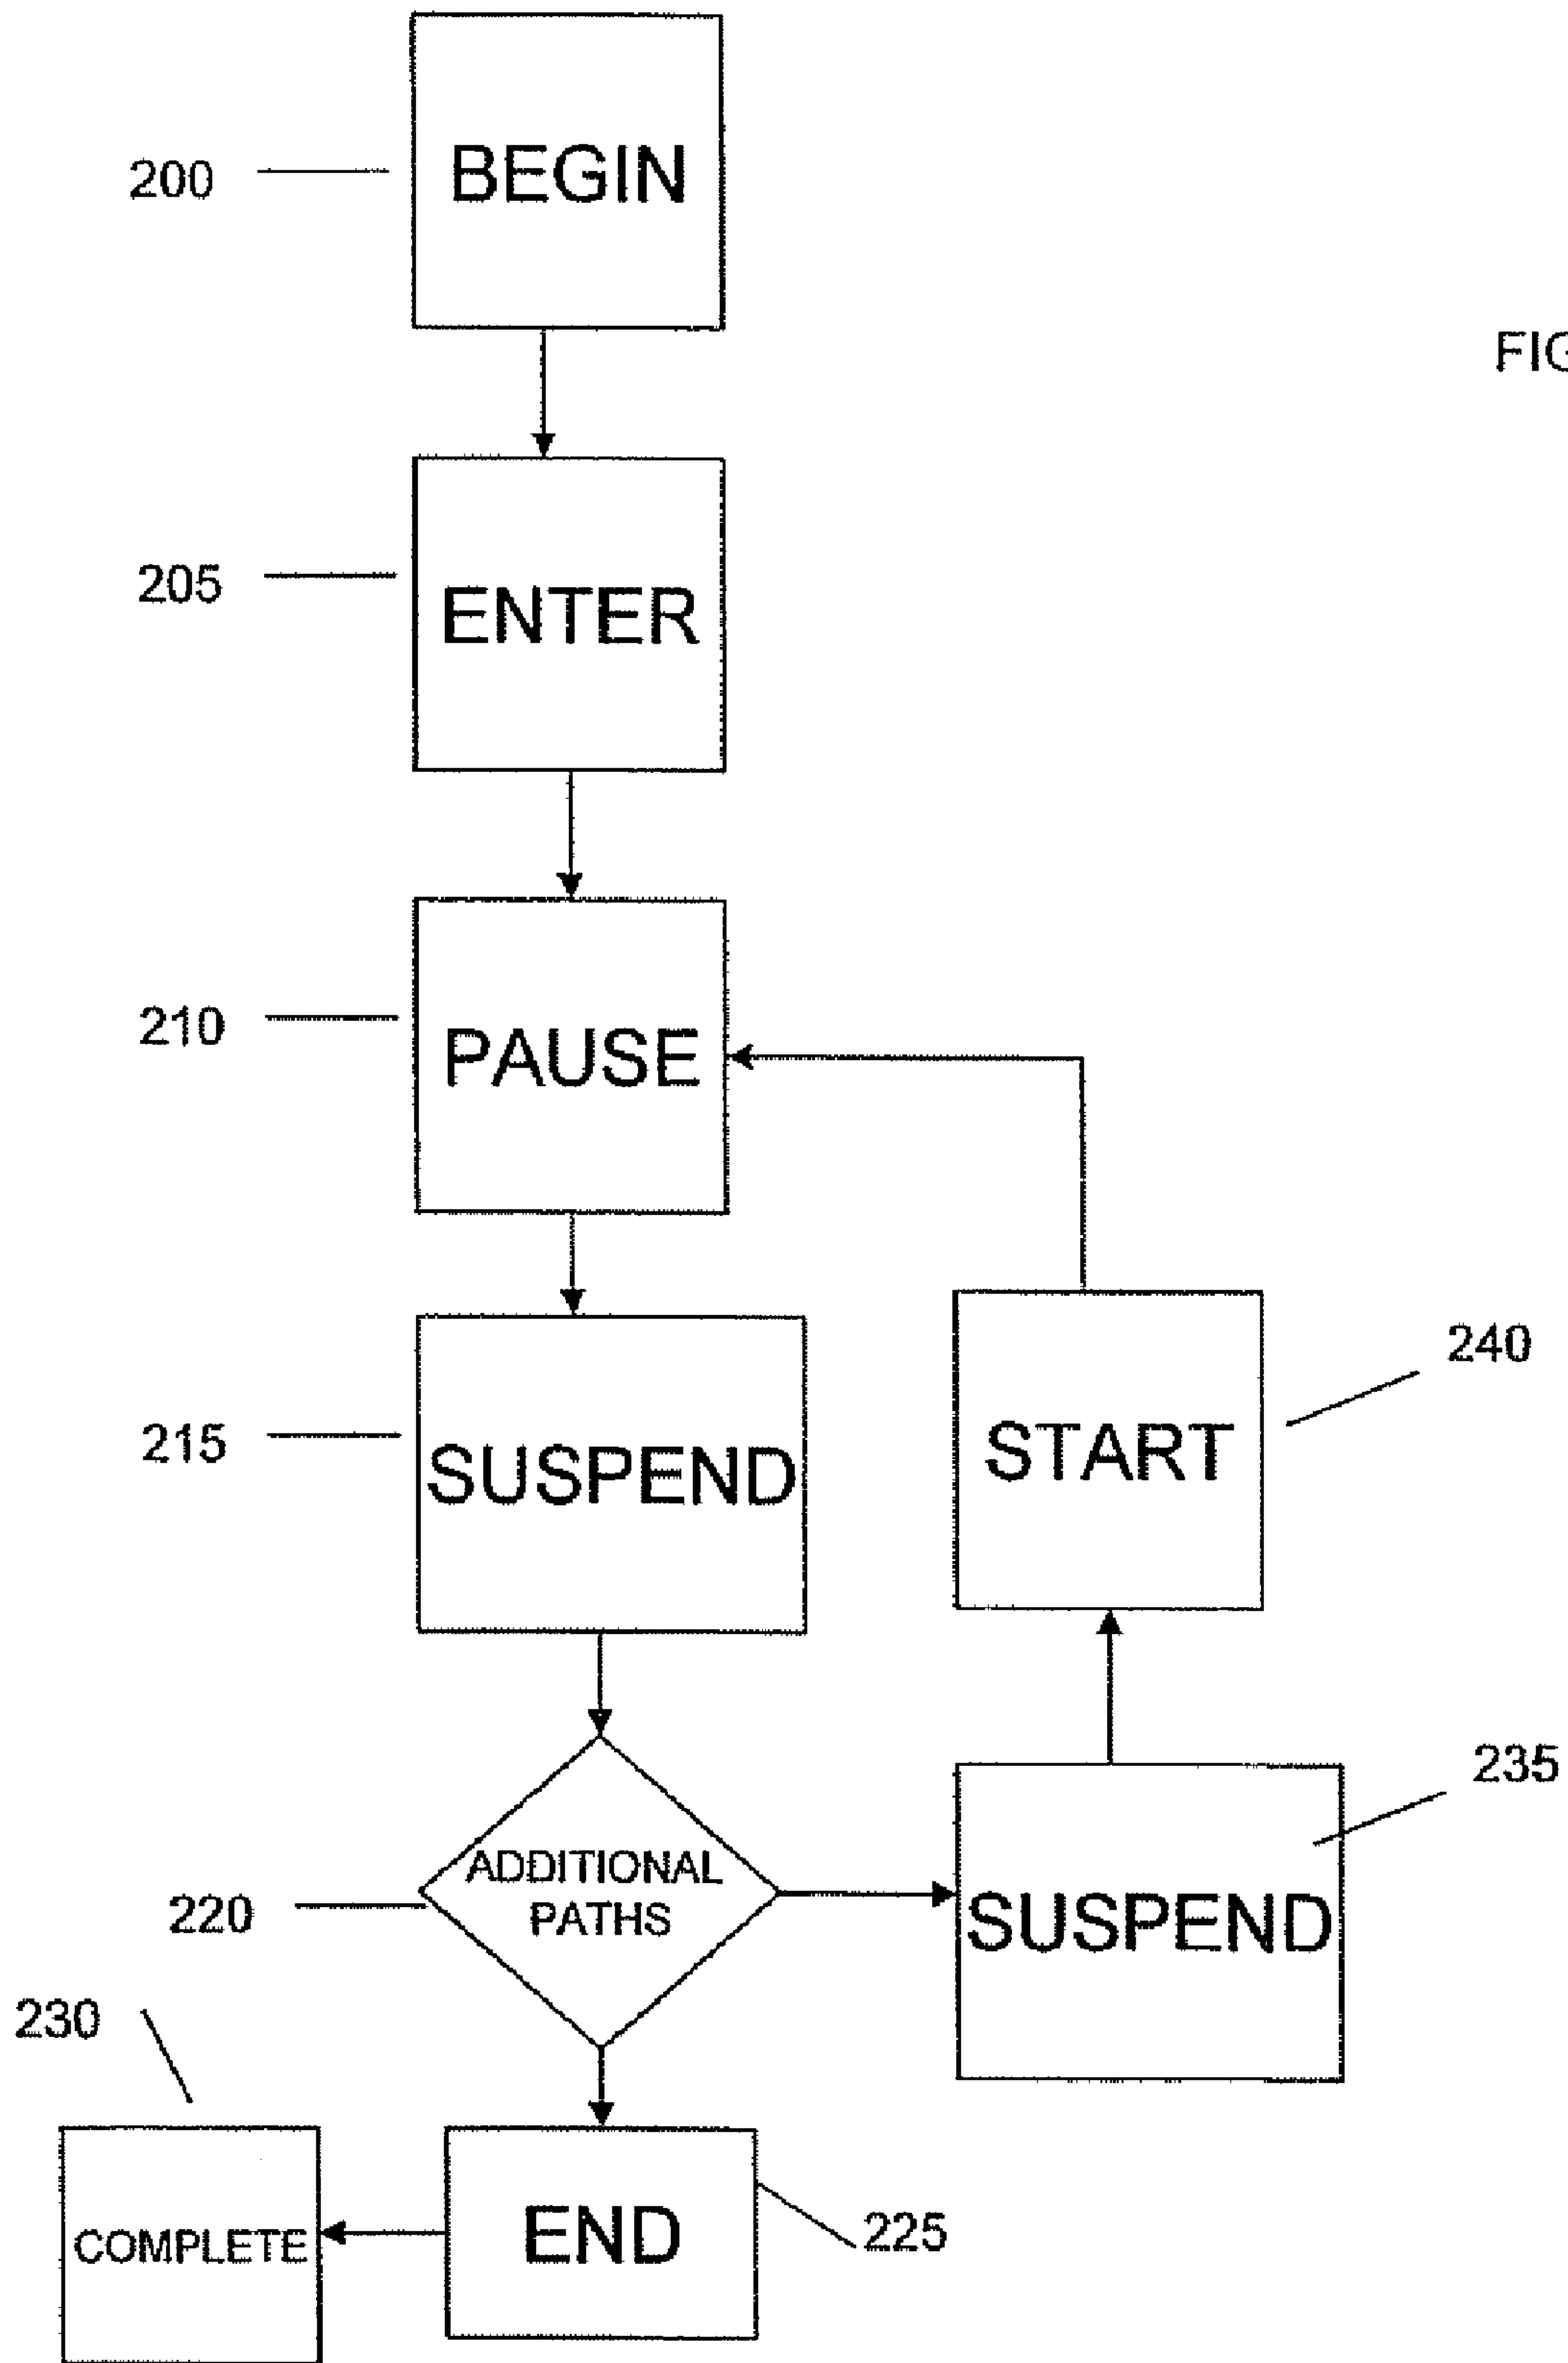 200
BEGIN
FIG
205
ENTER
210
PAUSE
215
SUSPEND
240
START
220
ADDITIONAL
PATHS
235
SUSPEND
230
COMPLETE
END
225